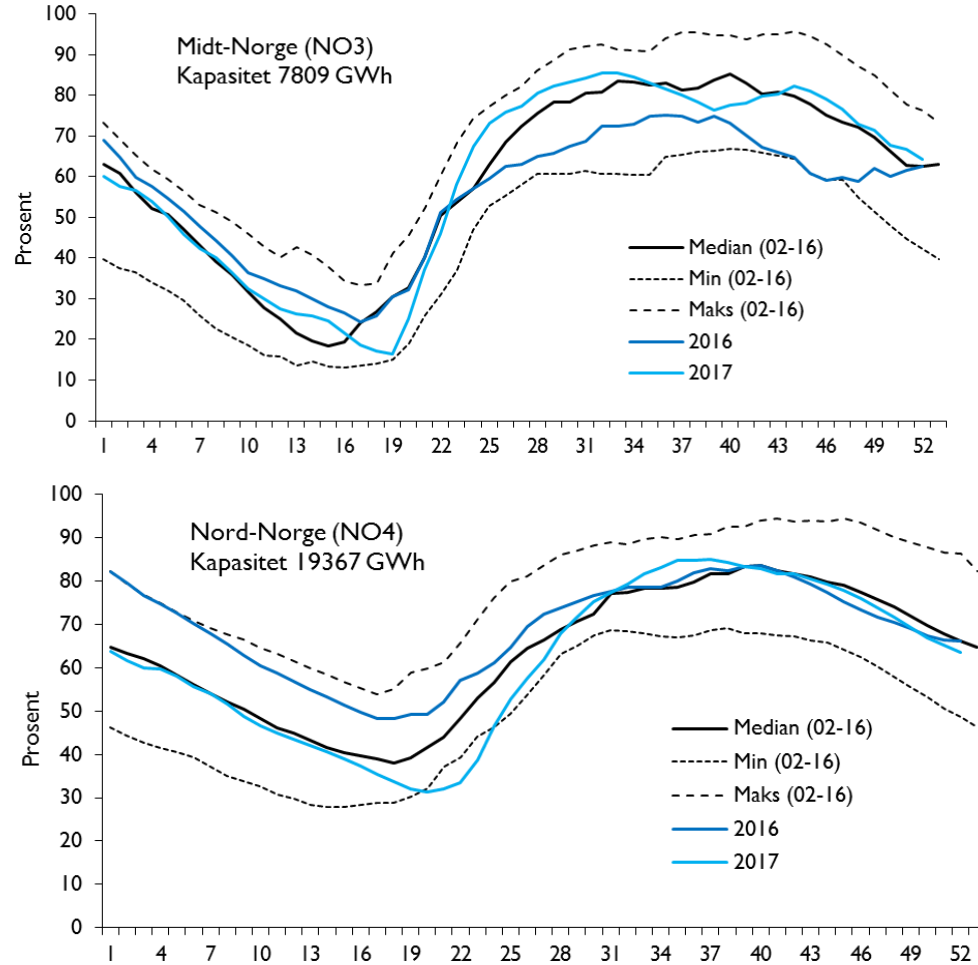 Midt-Norge (NO3)
Kapasitet 7809 GWh
Prosent
100
90
80
70
60
50
40
30
20
10
0
1 4 7 10 13 16 19 22 25 28 31 34 37 40 43 46 49 52
Median (02-16)
Min (02-16)
Maks (02-16)
2016
2017
Nord-Norge (NO4)
Kapasitet 19367 GWh
Prosent
100
90
80
70
60
50
40
30
20
10
0
1 4 7 10 13 16 19 22 25 28 31 34 37 40 43 46 49 52
Median (02-16)
Min (02-16)
Maks (02-16)
2016
2017